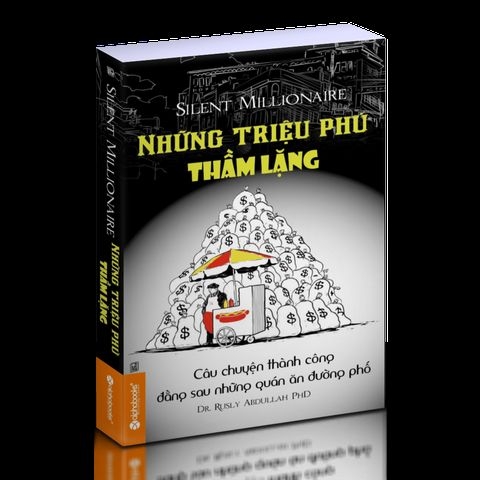 SILENT MILLIONAIRE
NHỮNG TRIỆU PHÚ
THẦM LẶNG
Câu chuyện thành công
đằng sau những quán ăn đường phố
DR. RUSLY ABDULLAH PHD
SILENT MILLIONAIRE
NHỮNG TRIỆU PHÚ
THẦM LẶNG
alphabooks